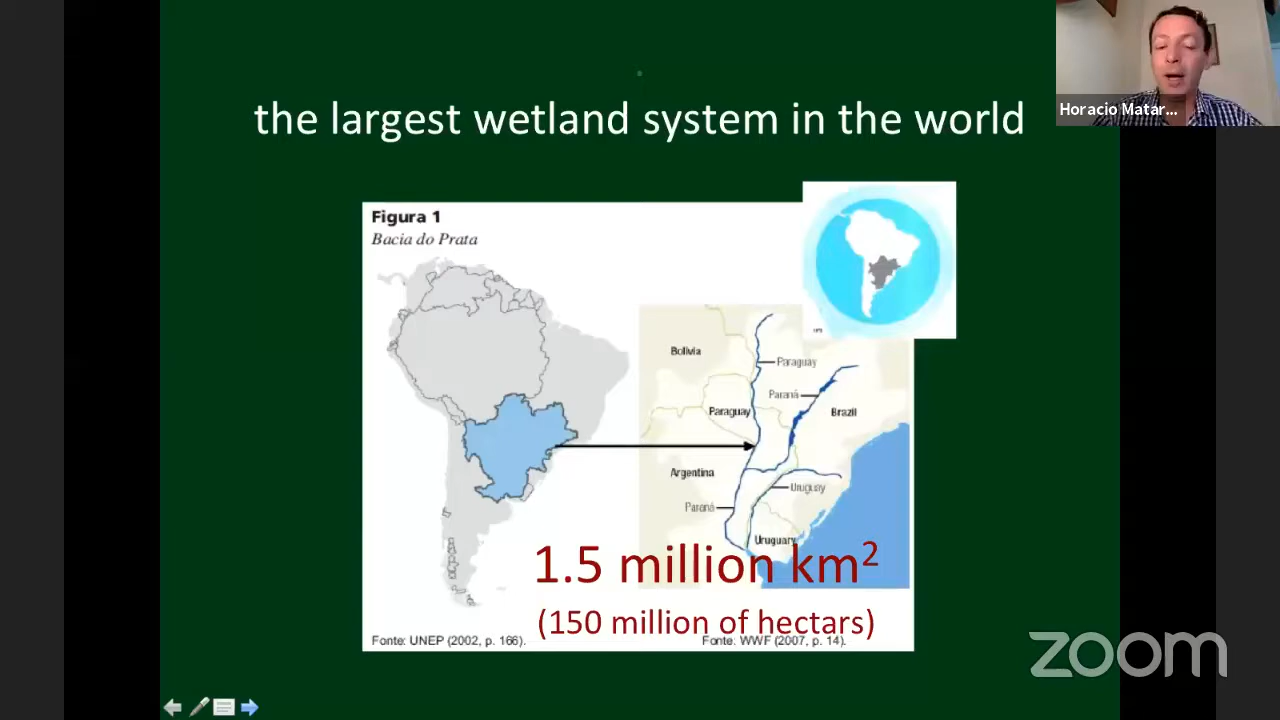 the largest wetland system in the world
Horacio Matar...
Figura 1
Bacia do Prata
Bolivia
Paraguay
Paraná
Paraguay
Brazil
Argentina
Uruguay
Paraná
Uruguary
1.5 million km²
(150 million of hectars)
Fonte: UNEP (2002, p. 166).
Fonte: WWF (2007, p. 14).
zoom